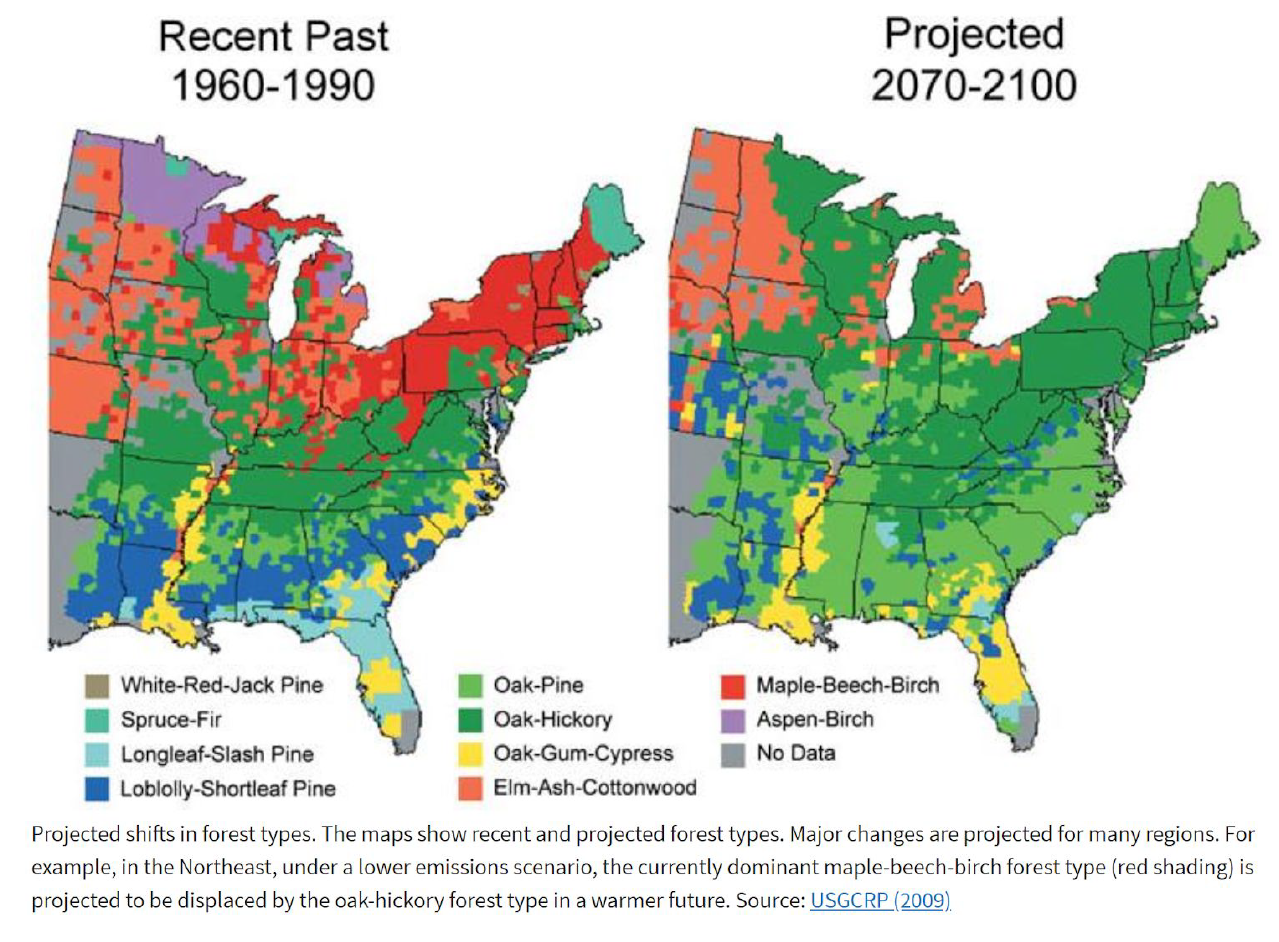 Recent Past
1960-1990
Projected
2070-2100
White-Red-Jack Pine
Spruce-Fir
Longleaf-Slash Pine
Loblolly-Shortleaf Pine
Oak-Pine
Oak-Hickory
Oak-Gum-Cypress
Elm-Ash-Cottonwood
Maple-Beech-Birch
Aspen-Birch
No Data
Projected shifts in forest types. The maps show recent and projected forest types. Major changes are projected for many regions. For
example, in the Northeast, under a lower emissions scenario, the currently dominant maple-beech-birch forest type (red shading) is
projected to be displaced by the oak-hickory forest type in a warmer future. Source: USGCRP (2009)